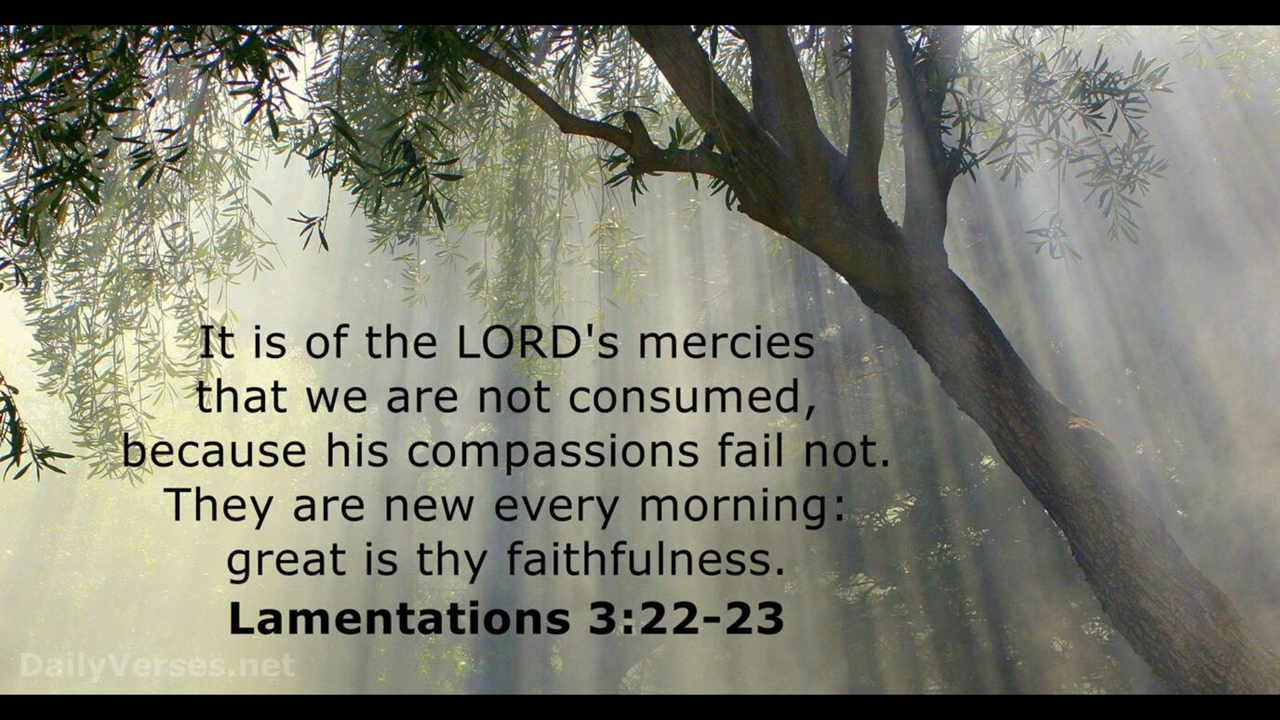 It is of the LORD's mercies
that we are not consumed,
because his compassions fail not.
They are new every morning:
great is thy faithfulness.
Lamentations 3:22-23
DailyVerses.net